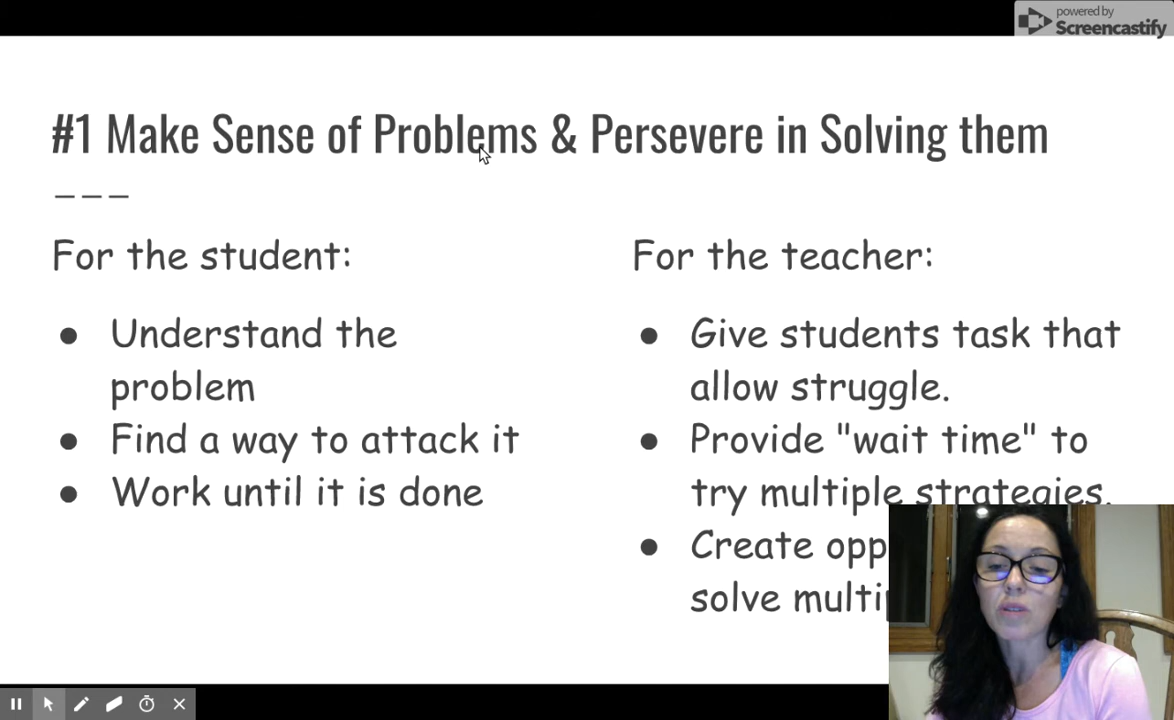 powered by
Screencastify
#1 Make Sense of Problems & Persevere in Solving them
For the student:
Understand the
problem
Find a way to attack it
Work until it is done
For the teacher:
Give students task that
allow struggle.
Provide "wait time" to
try multiple strategies.
Create opp
solve multi